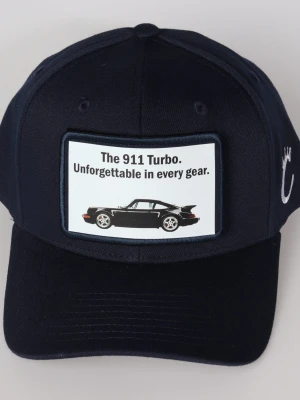 The 911 Turbo.
Unforgettable in every gear.